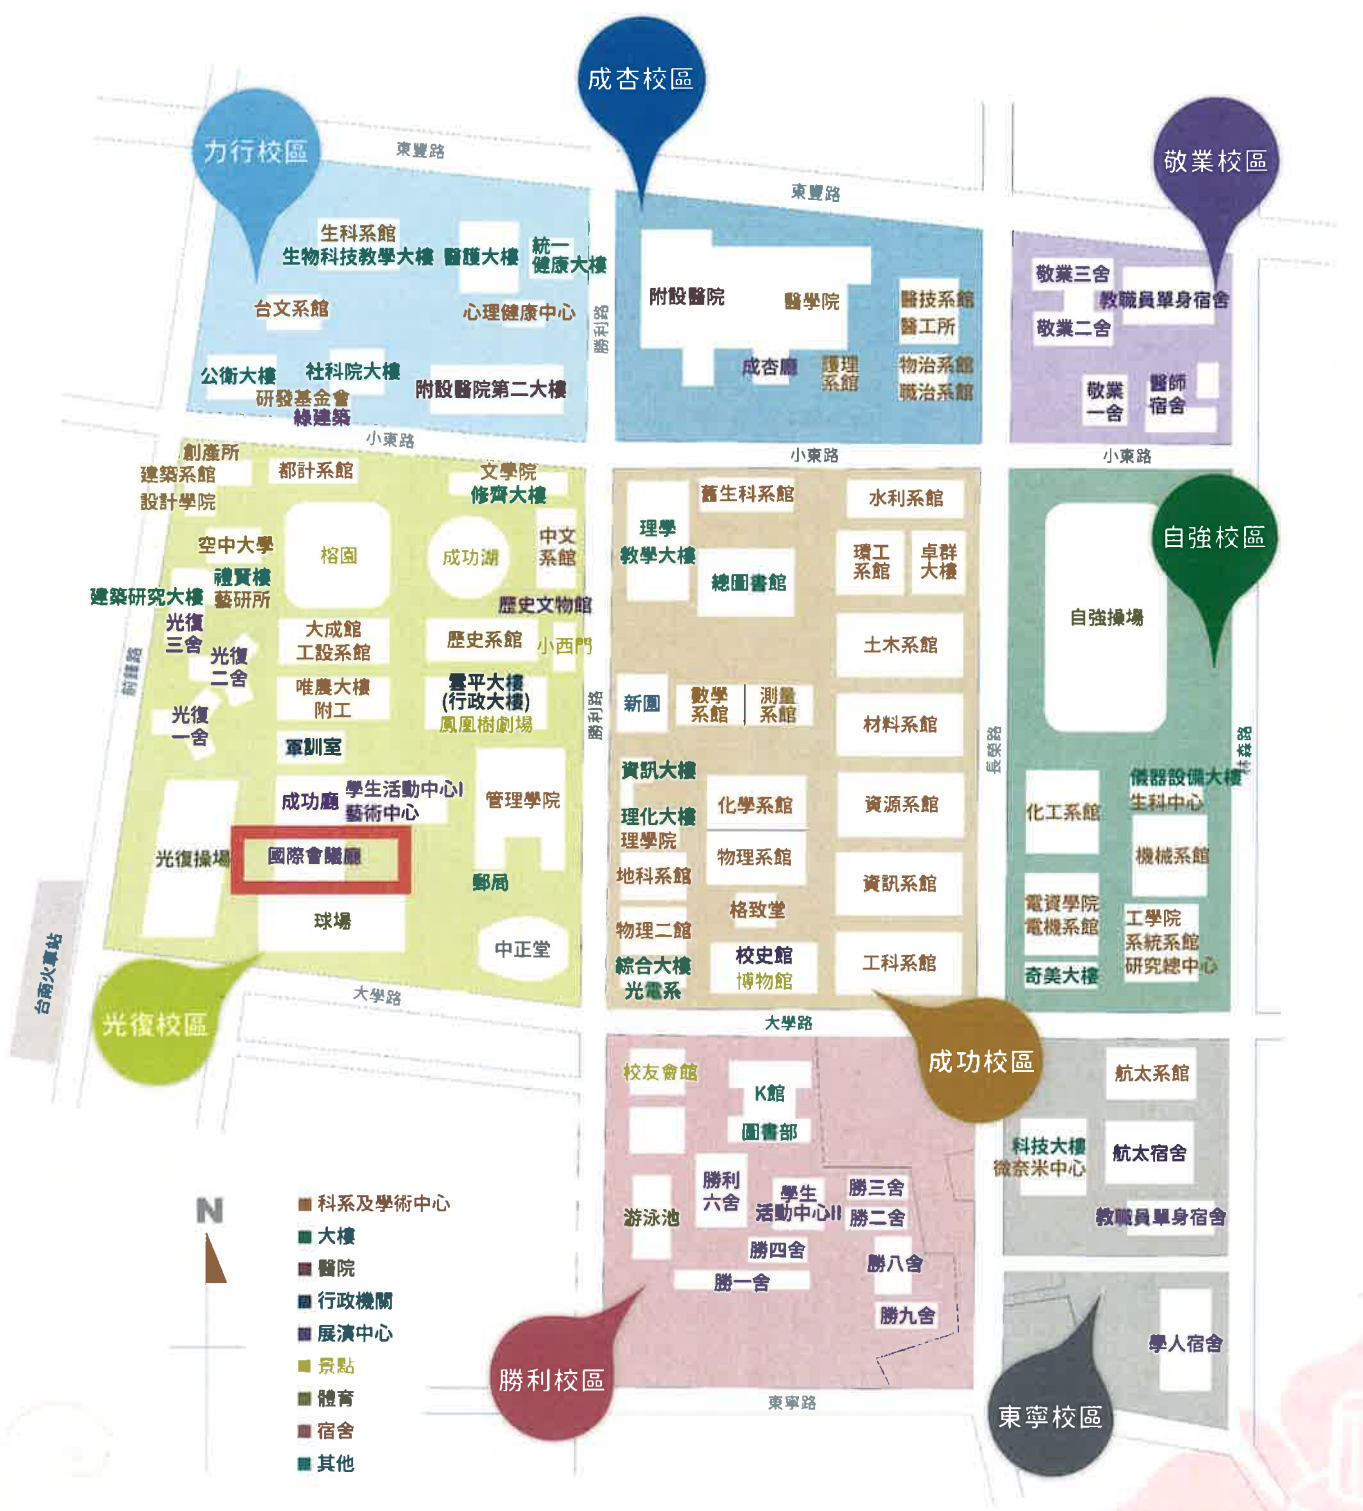 成杏校區
力行校區
敬業校區
東豐路
東豐路
生科系館
生物科技教學大樓
醫護大樓
統一
健康大樓
台文系館
心理健康中心
公衛大樓
社科院大樓
研發基金會
綠建築
附設醫院第二大樓
勝利路
附設醫院
醫學院
醫技系館
醫工所
成杏廳
護理
系館
物治系館
職治系館
敬業三舍
教職員單身宿舍
敬業二舍
敬業
一舍
醫師
宿舍
小東路
小東路
小東路
創產所
建築系館
設計學院
都計系館
文學院
修齊大樓
空中大學
榕園
成功湖
中文
系館
禮賢樓
建築研究大樓
藝研所
歷史文物館
光復
三舍
大成館
工設系館
歷史系館
小西門
光復
二舍
唯農大樓
附工
雲平大樓
(行政大樓)
鳳凰樹劇場
光復
一舍
軍訓室
前鋒路
勝利路
成功廳
學生活動中心I
藝術中心
管理學院
光復操場
國際會議廳
郵局
球場
中正堂
台南火車站
光復校區
大學路
理學
教學大樓
舊生科系館
水利系館
總圖書館
環工
系館
卓群
大樓
土木系館
新園
數學
系館
測量
系館
材料系館
資訊大樓
理化大樓
理學院
化學系館
資源系館
地科系館
物理系館
資訊系館
物理二館
格致堂
綜合大樓
光電系
校史館
博物館
工科系館
長榮路
自強校區
自強操場
林森路
儀器設備大樓
生科中心
化工系館
機械系館
電資學院
電機系館
工學院
系統系館
研究總中心
奇美大樓
大學路
成功校區
校友會館
K館
圖書部
勝利
六舍
學生
活動中心II
勝三舍
勝二舍
游泳池
勝四舍
勝一舍
勝八舍
勝九舍
勝利校區
東寧路
航太系館
科技大樓
微奈米中心
航太宿舍
教職員單身宿舍
學人宿舍
東寧校區
N
科系及學術中心
大樓
醫院
行政機關
展演中心
景點
體育
宿舍
其他